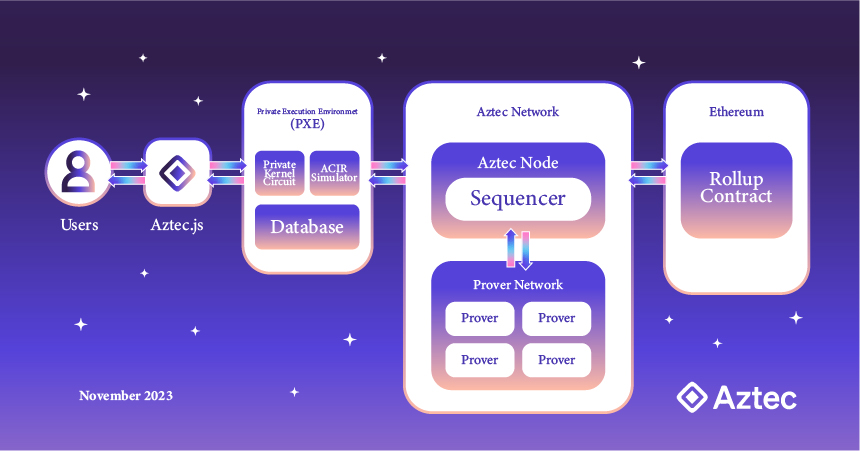 Private Execution Environmet
(PXE)
Aztec Network
Ethereum
Private
Kernel
Circuit
ACIR
Simulator
Aztec Node
Sequencer
Rollup
Contract
Users
Aztec.js
Database
Prover Network
Prover
Prover
Prover
Prover
November 2023
Aztec